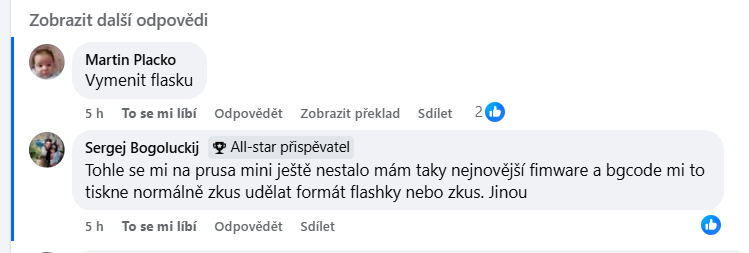 Zobrazit další odpovědi
Martin Placko
Vymenit flasku
5 h To se mi líbí Odpovědět Zobrazit překlad Sdílet 2
Sergej Bogoluckij All-star přispěvatel
Tohle se mi na prusa mini ještě nestalo mám taky nejnovější fimware a bgcode mi to
tiskne normálně zkus udělat formát flashky nebo zkus. Jinou
5 h To se mi líbí Odpovědět Sdílet